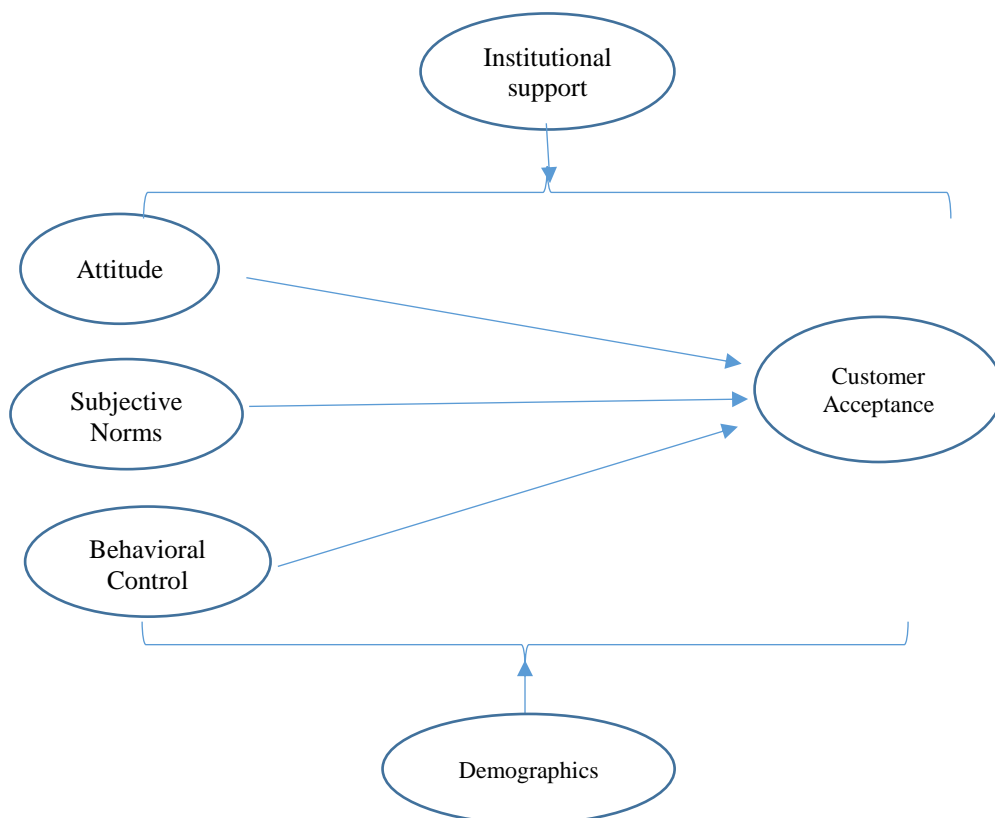 Institutional
support
Attitude
Subjective
Norms
Customer
Acceptance
Behavioral
Control
Demographics